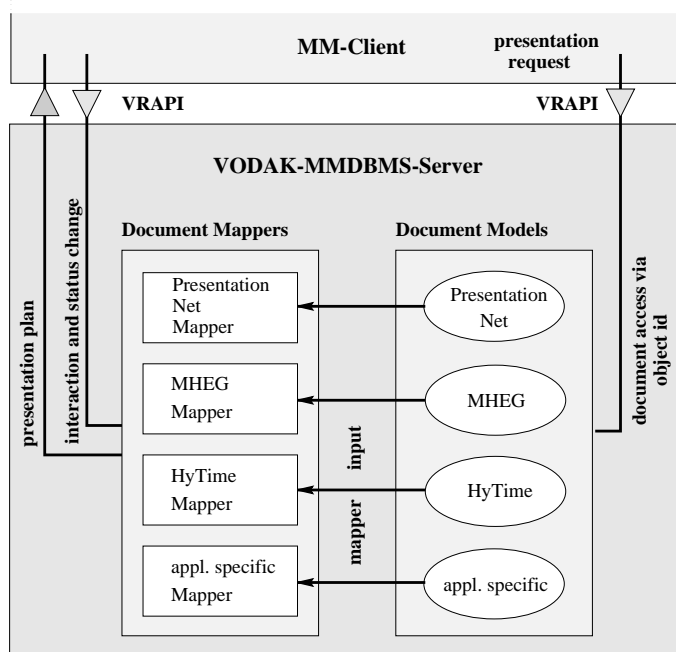 MM-Client
presentation
request
VRAPI
VRAPI
VODAK-MMDBMS-Server
Document Mappers
Document Models
presentation plan
interaction and status change
Presentation
Net
Mapper
Presentation
Net
MHEG
Mapper
MHEG
HyTime
Mapper
HyTime
appl. specific
Mapper
appl. specific
mapper
input
document access via
object id